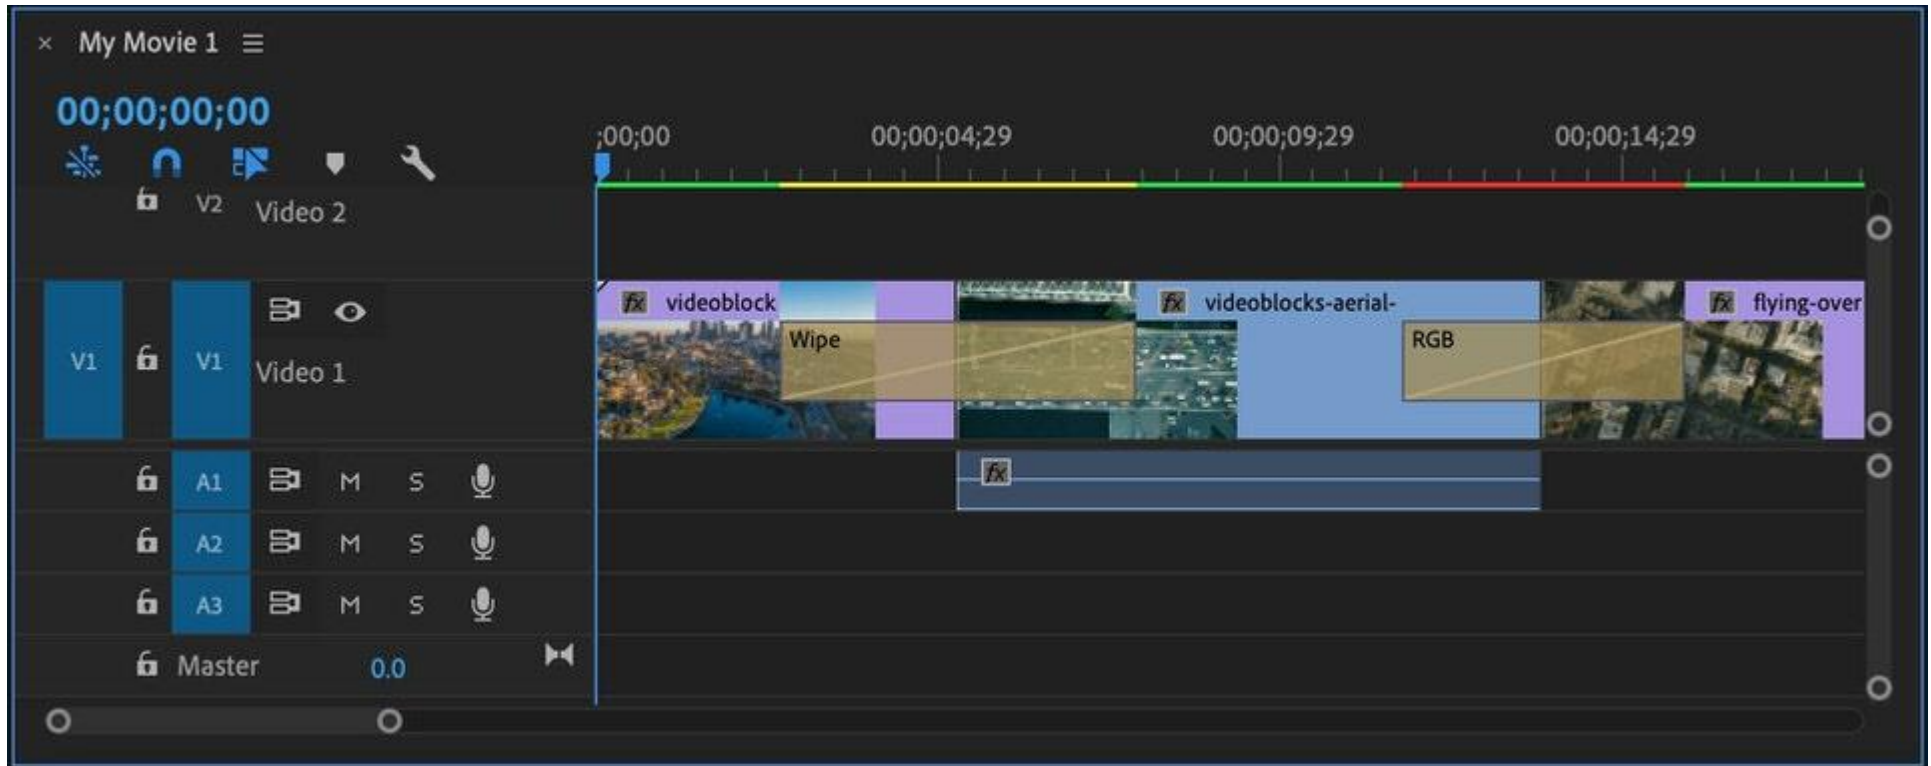 × My Movie 1
00;00;00;00
;00;00 00;00;04;29 00;00;09;29 00;00;14;29
V2 Video 2
fx videoblock fx videoblocks-aerial- fx flying-over
Wipe RGB
V1 V1 Video 1
A1 M S fx
A2 M S
A3 M S
Master 0.0